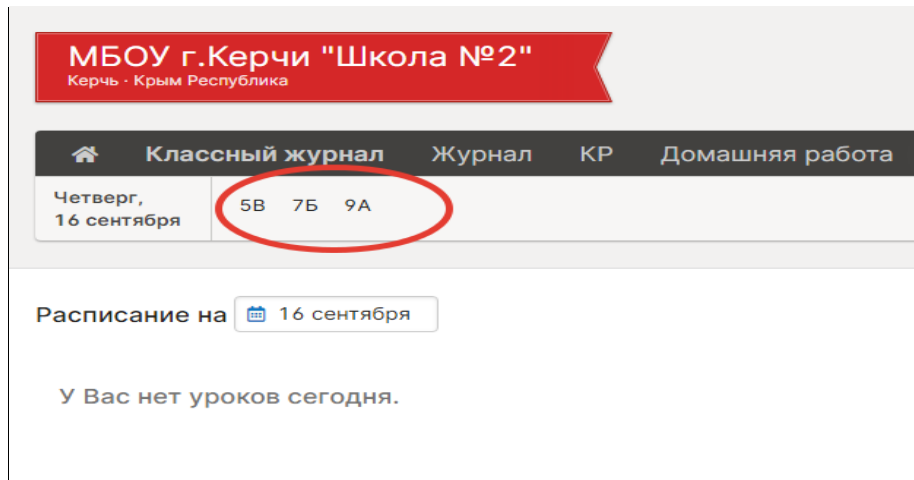 МБОУ г.Керчи "Школа №2"
Керчь · Крым Республика
Классный журнал Журнал КР Домашняя работа
Четверг,
16 сентября
5В 7Б 9А
Расписание на 16 сентября
У Вас нет уроков сегодня.